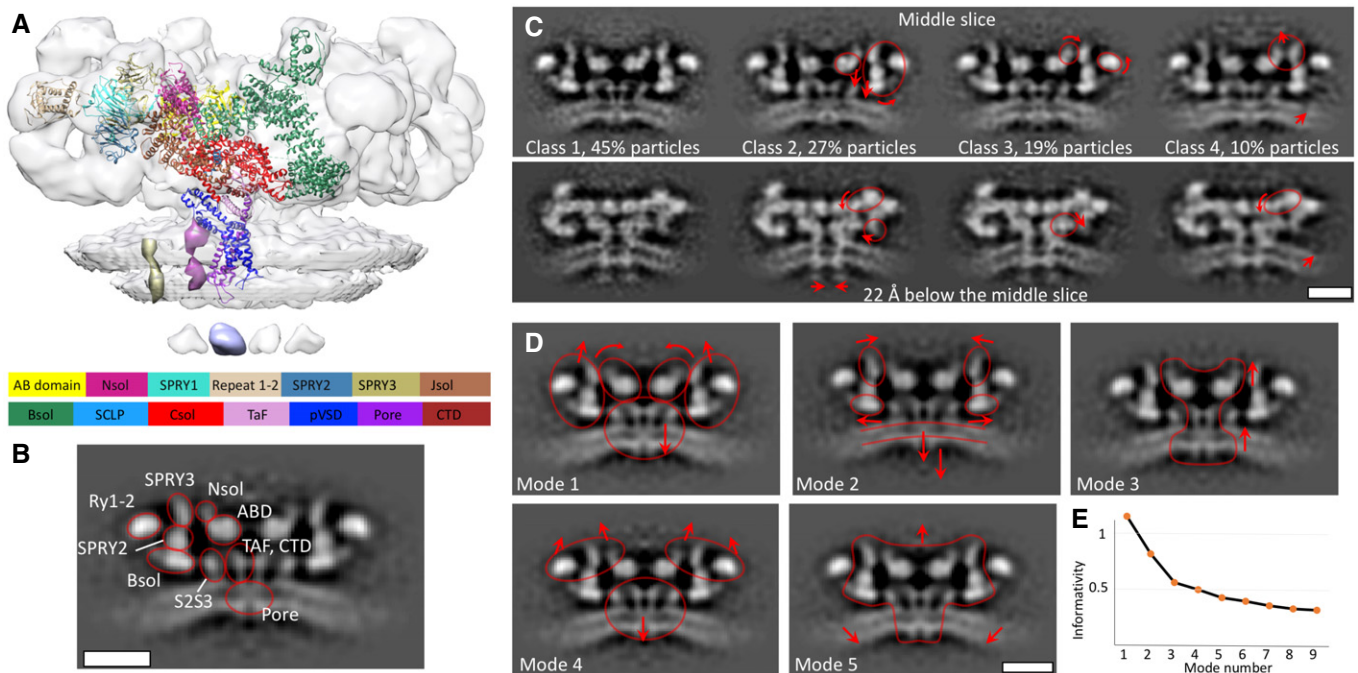 A
AB domain Nsol SPRY1 Repeat 1-2 SPRY2 SPRY3 Jsol
Bsol SCLP Csol TaF pVSD Pore CTD
B
SPRY3
Nsol
Ry1-2
ABD
SPRY2
TAF, CTD
Bsol
S2S3
Pore
C
Middle slice
Class 1, 45% particles Class 2, 27% particles Class 3, 19% particles Class 4, 10% particles
22 Å below the middle slice
D
Mode 1
Mode 2
Mode 3
Mode 4
Mode 5
E
Informativity
1
0.5
1 2 3 4 5 6 7 8 9
Mode number